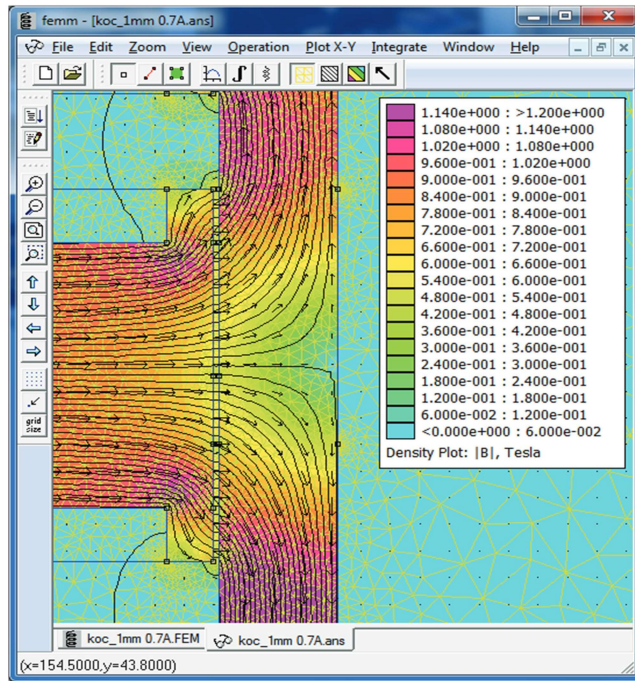 femm - [koc_1mm 0.7A.ans]
File Edit Zoom View Operation Plot X-Y Integrate Window Help
1.140e+000 : >1.200e+000
1.080e+000 : 1.140e+000
1.020e+000 : 1.080e+000
9.600e-001 : 1.020e+000
9.000e-001 : 9.600e-001
8.400e-001 : 9.000e-001
7.800e-001 : 8.400e-001
7.200e-001 : 7.800e-001
6.600e-001 : 7.200e-001
6.000e-001 : 6.600e-001
5.400e-001 : 6.000e-001
4.800e-001 : 5.400e-001
4.200e-001 : 4.800e-001
3.600e-001 : 4.200e-001
3.000e-001 : 3.600e-001
2.400e-001 : 3.000e-001
1.800e-001 : 2.400e-001
1.200e-001 : 1.800e-001
6.000e-002 : 1.200e-001
<0.000e+000 : 6.000e-002
Density Plot: |B|, Tesla
grid
size
koc_1mm 0.7A.FEM koc_1mm 0.7A.ans
(x=154.5000,y=43.8000)